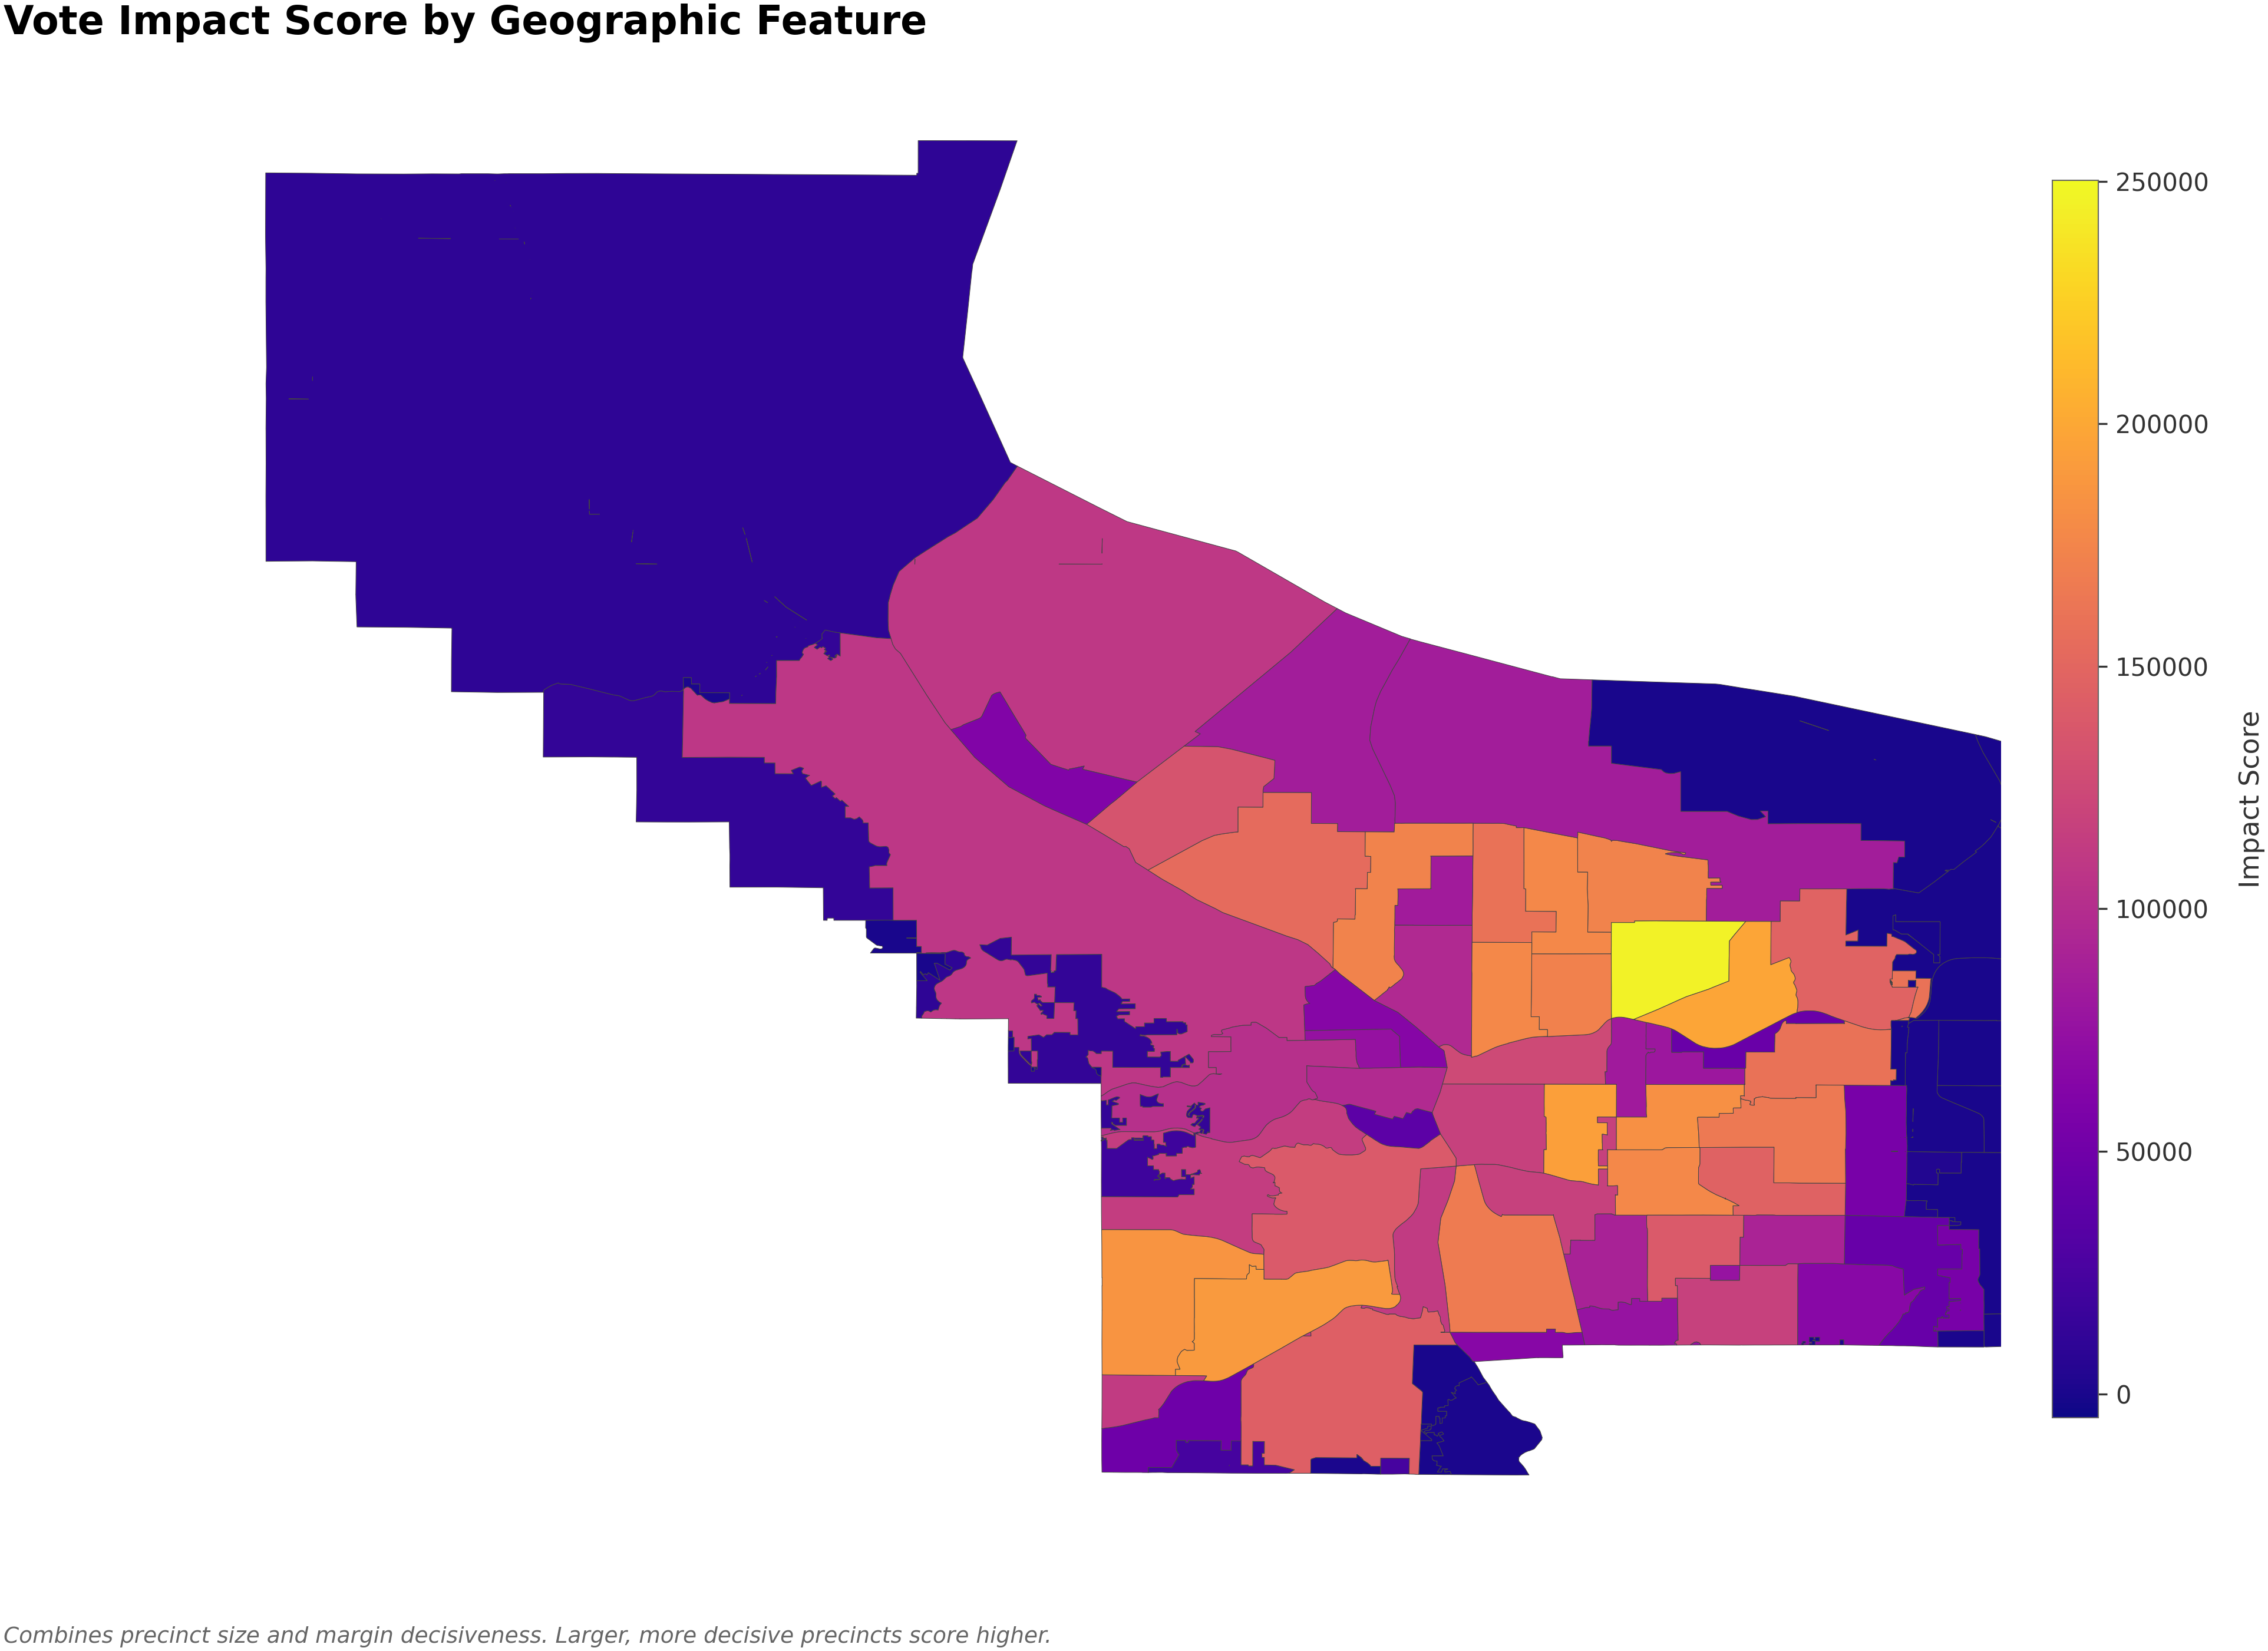 Vote Impact Score by Geographic Feature
250000
200000
150000
100000
50000
0
Impact Score
Combines precinct size and margin decisiveness. Larger, more decisive precincts score higher.